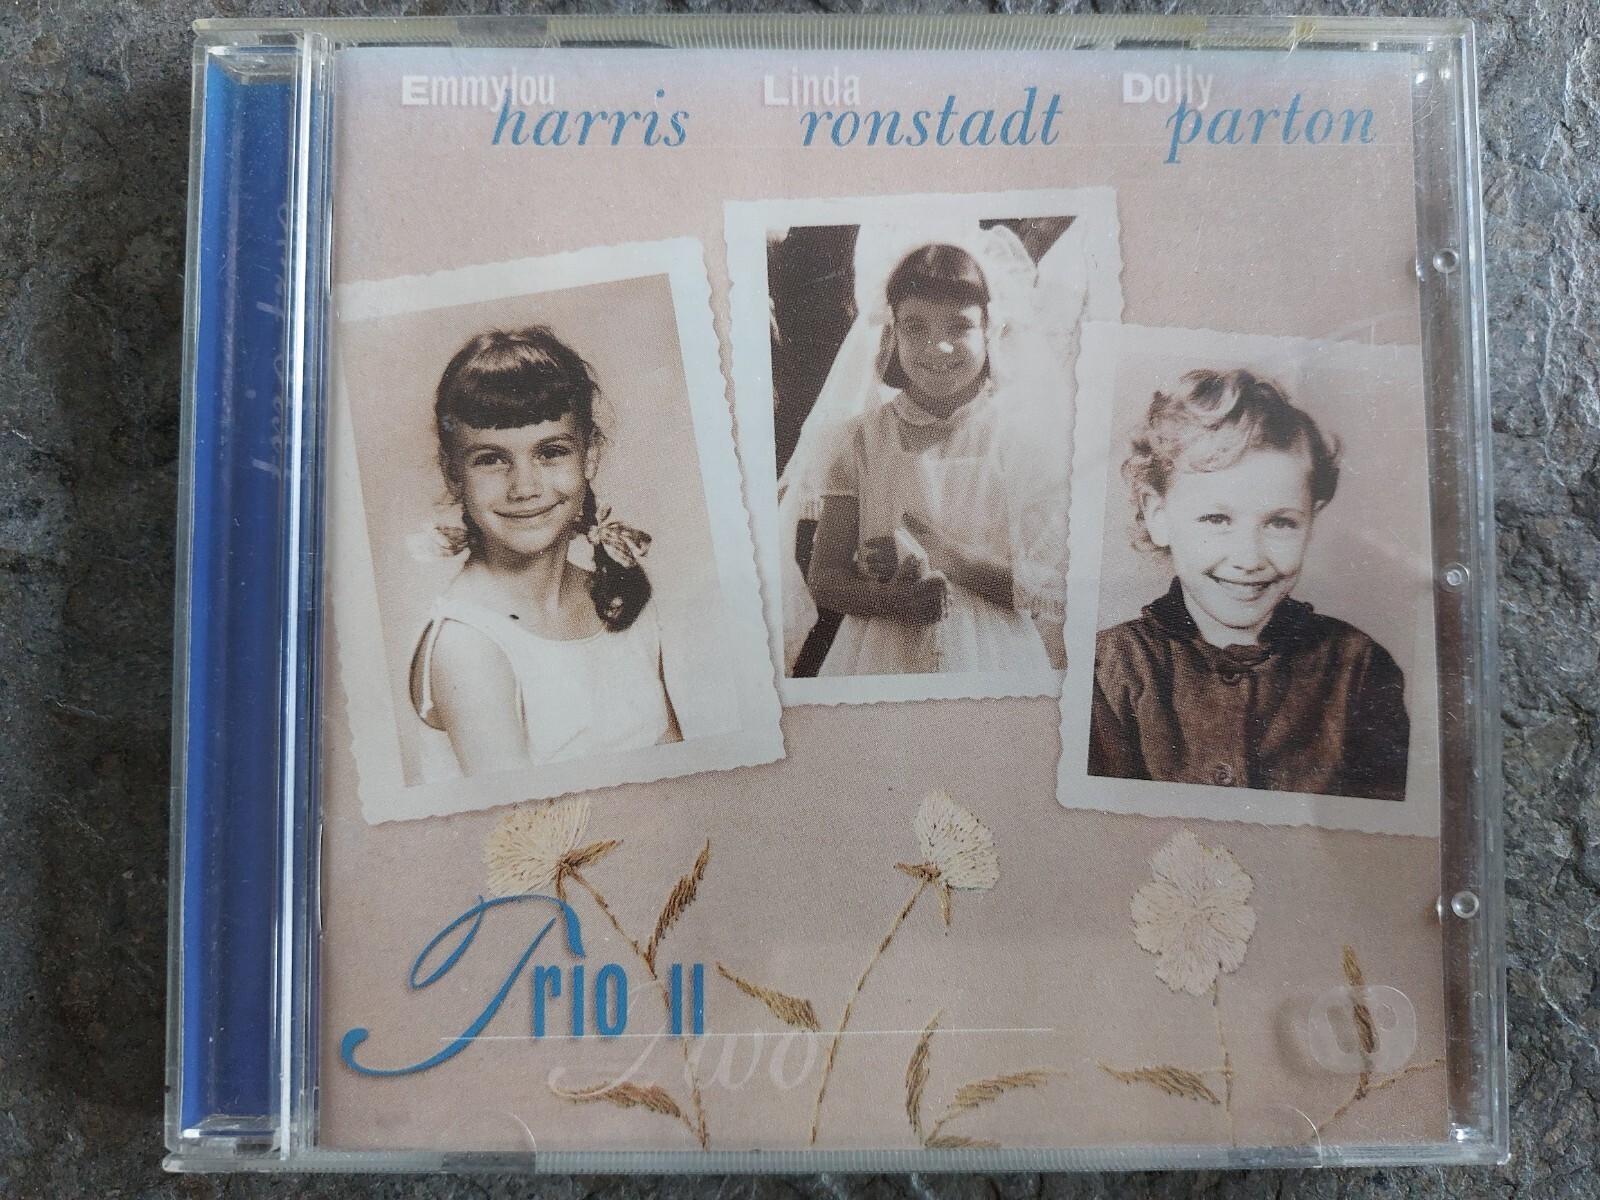 Emmylou harris
Linda ronstadt
Dolly parton
Trio II
Two